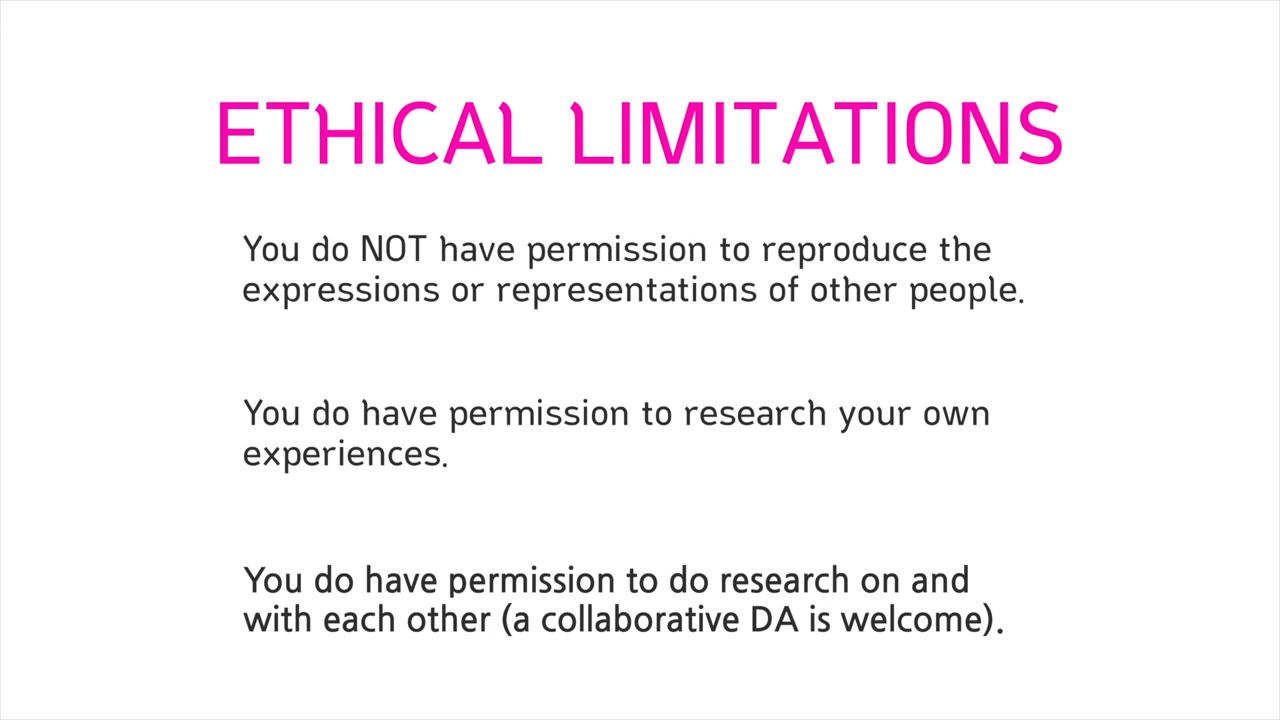 ETHICAL LIMITATIONS
You do NOT have permission to reproduce the
expressions or representations of other people.
You do have permission to research your own
experiences.
You do have permission to do research on and
with each other (a collaborative DA is welcome).